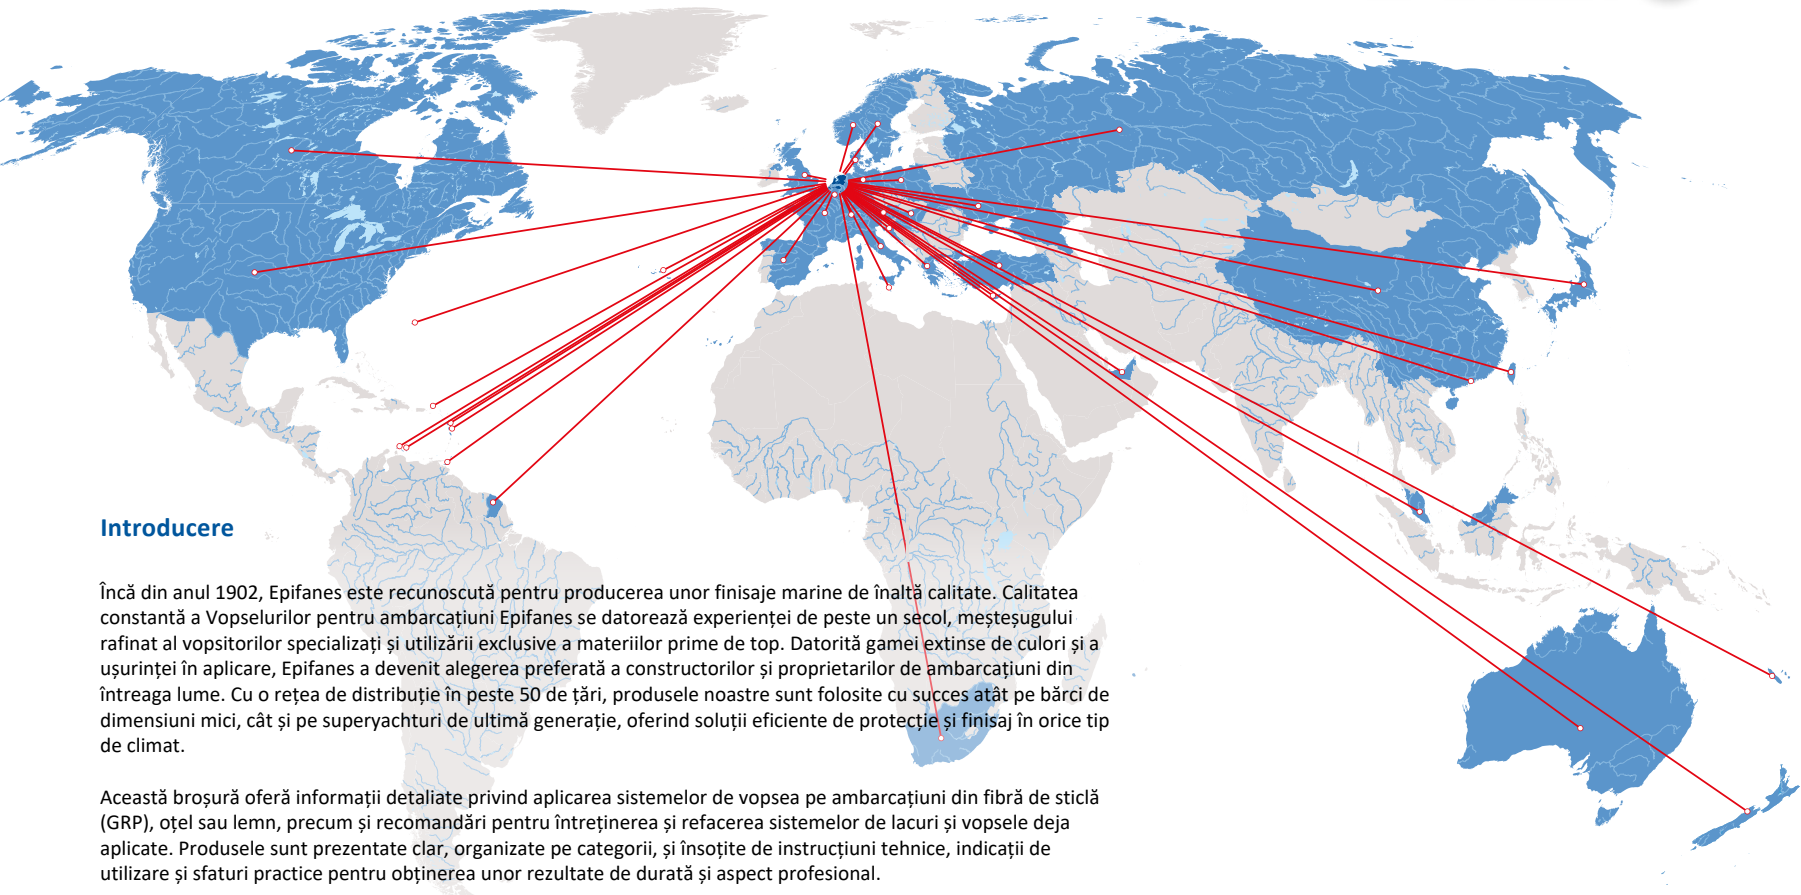 Introducere
Încă din anul 1902, Epifanes este recunoscută pentru producerea unor finisaje marine de înaltă calitate. Calitatea
constantă a Vopselurilor pentru ambarcațiuni Epifanes se datorează experienței de peste un secol, meșteșugului
rafinat al vopsitorilor specializați și utilizării exclusive a materiilor prime de top. Datorită gamei extinse de culori și a
ușurinței în aplicare, Epifanes a devenit alegerea preferată a constructorilor și proprietarilor de ambarcațiuni din
întreaga lume. Cu o rețea de distribuție în peste 50 de țări, produsele noastre sunt folosite cu succes atât pe bărci de
dimensiuni mici, cât și pe superyachturi de ultimă generație, oferind soluții eficiente de protecție și finisaj în orice tip
de climat.
Această broșură oferă informații detaliate privind aplicarea sistemelor de vopsea pe ambarcațiuni din fibră de sticlă
(GRP), oțel sau lemn, precum și recomandări pentru întreținerea și refacerea sistemelor de lacuri și vopsele deja
aplicate. Produsele sunt prezentate clar, organizate pe categorii, și însoțite de instrucțiuni tehnice, indicații de
utilizare și sfaturi practice pentru obținerea unor rezultate de durată și aspect profesional.